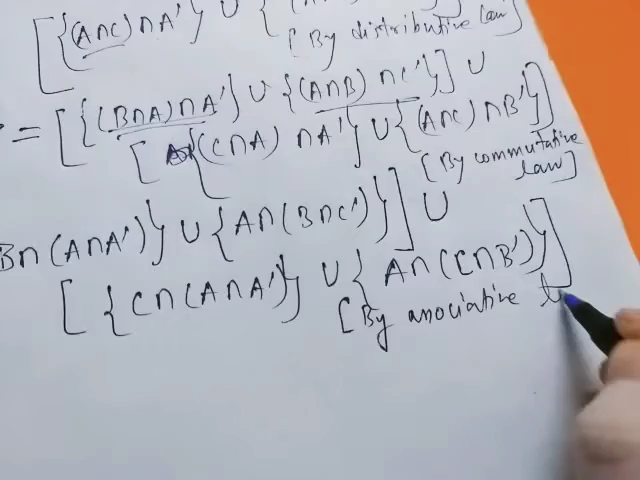 [{(A∩C)∩A'} ∪ {
[By distributive law]
= [{(B∩A)∩A'} ∪ {(A∩B)∩C'}] ∪
[{(C∩A)∩A'} ∪ {(A∩C)∩B'}]
[By commutative law]
B∩(A∩A')} ∪ {A∩(B∩C')}] ∪
[{C∩(A∩A')} ∪ {A∩(C∩B')}]
[By associative